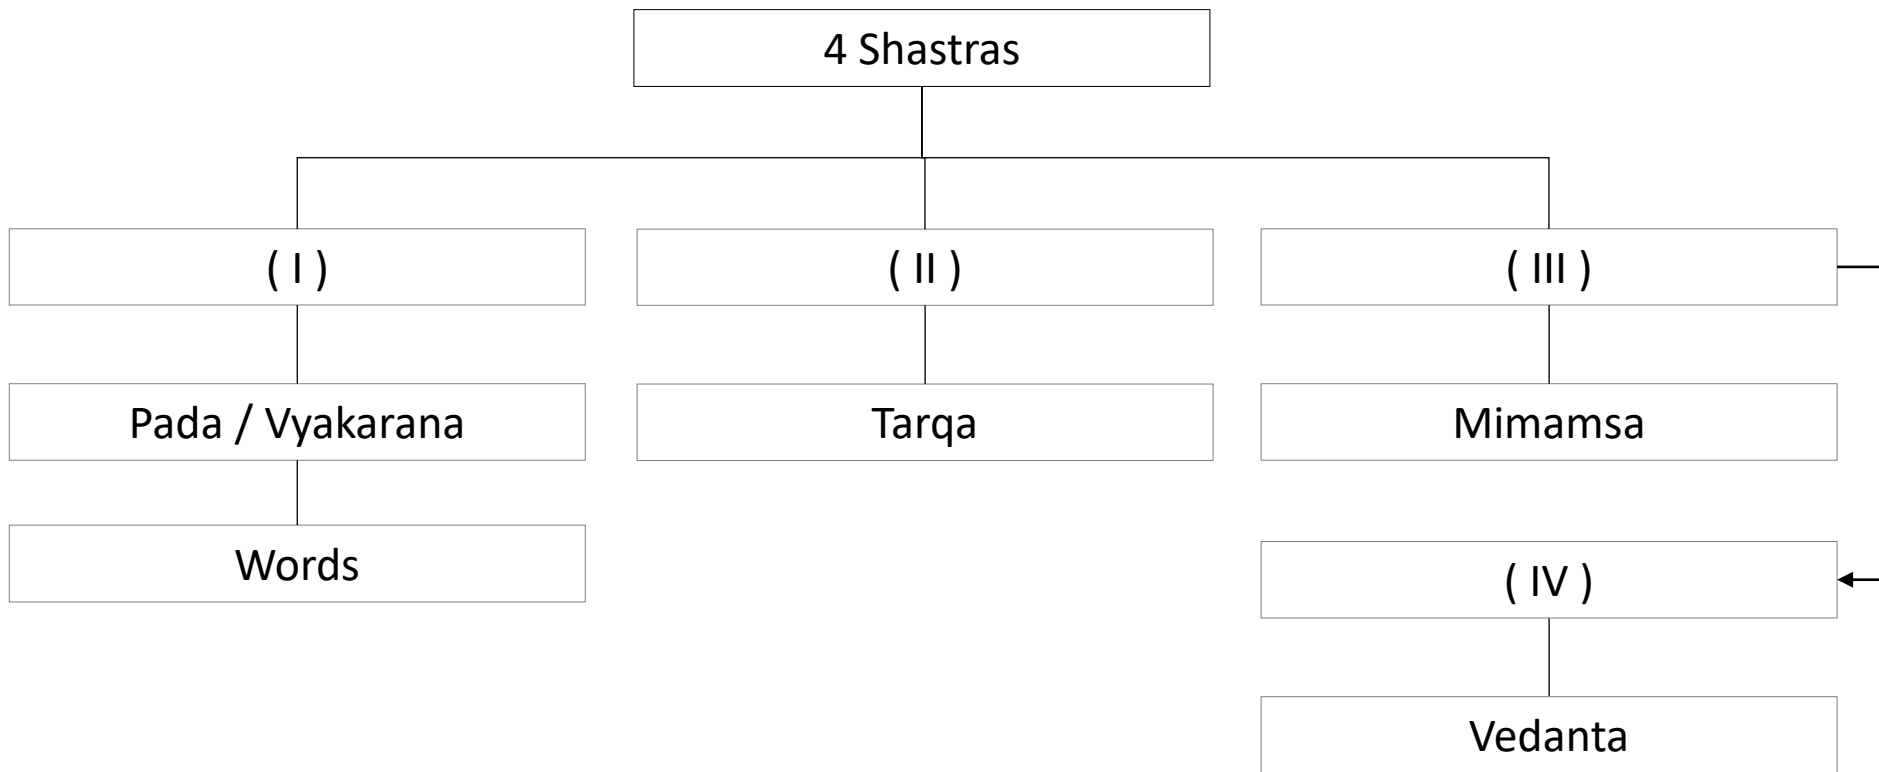 4 Shastras
( I )
( II )
( III )
Pada / Vyakarana
Tarqa
Mimamsa
Words
( IV )
Vedanta